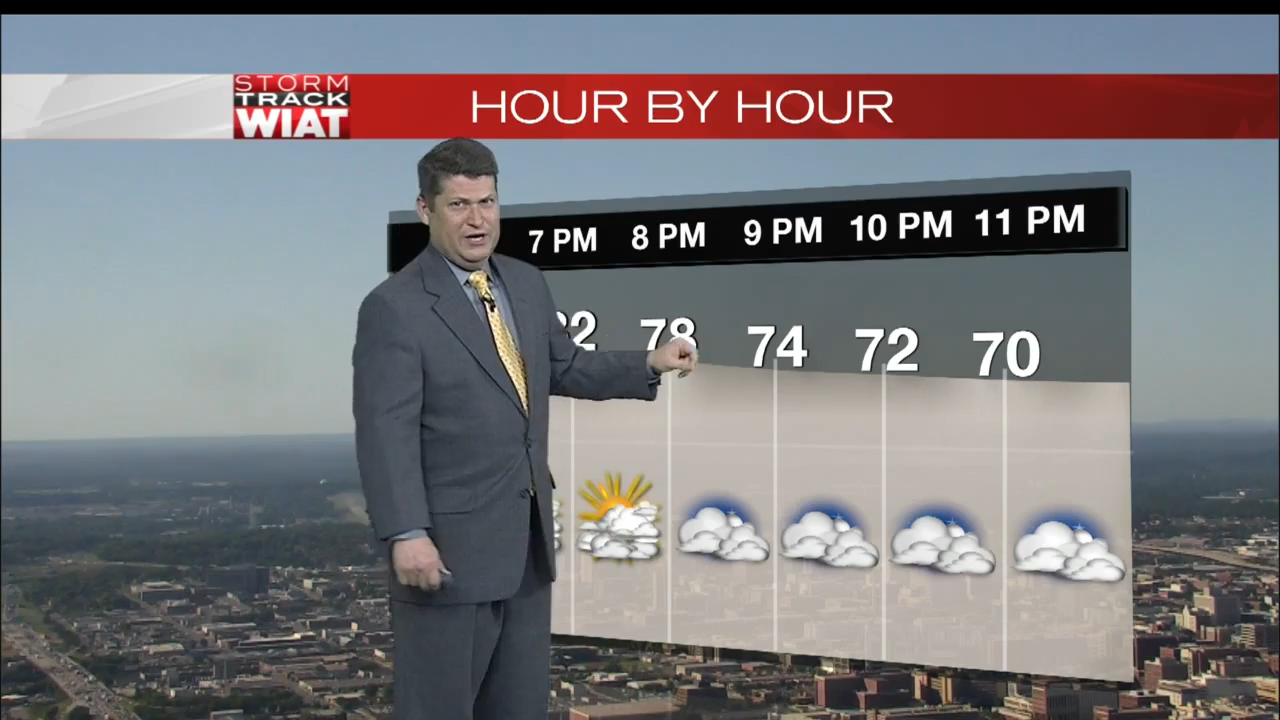 STORM
TRACK
WIAT
HOUR BY HOUR
7 PM 8 PM 9 PM 10 PM 11 PM
78 74 72 70